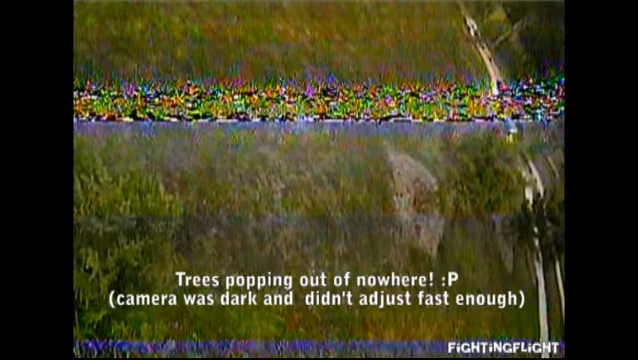 Trees popping out of nowhere! :P
(camera was dark and didn't adjust fast enough)
FiGHTiNGFLiGHT